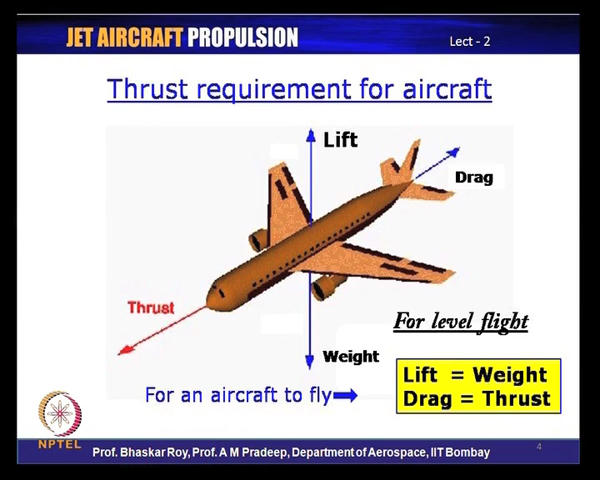 JET AIRCRAFT PROPULSION
Lect - 2
Thrust requirement for aircraft
Lift
Drag
Thrust
For level flight
Weight
Lift = Weight
For an aircraft to fly
Drag = Thrust
NPTEL
Prof. Bhaskar Roy, Prof. A M Pradeep, Department of Aerospace, IIT Bombay
4